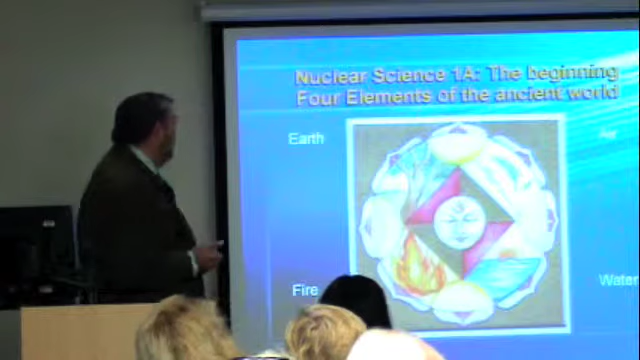 Nuclear Science 1A: The beginning
Four Elements of the ancient world
Earth
Air
Fire
Water